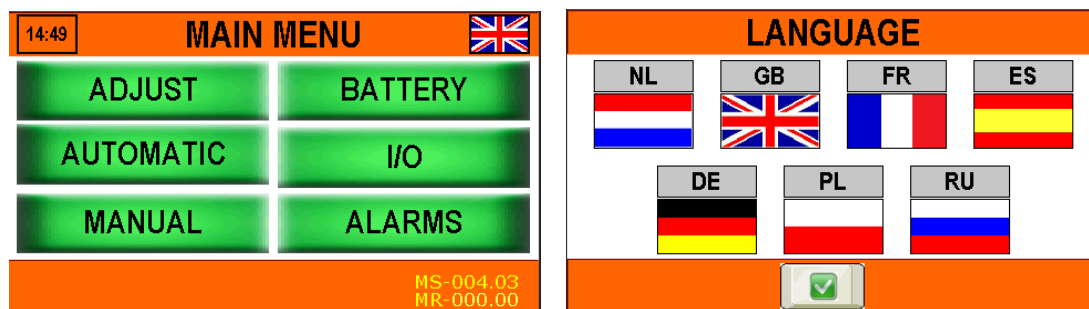 14:49
MAIN MENU
ADJUST
BATTERY
AUTOMATIC
I/O
MANUAL
ALARMS
MS-004.03
MR-000.00
LANGUAGE
NL
GB
FR
ES
DE
PL
RU